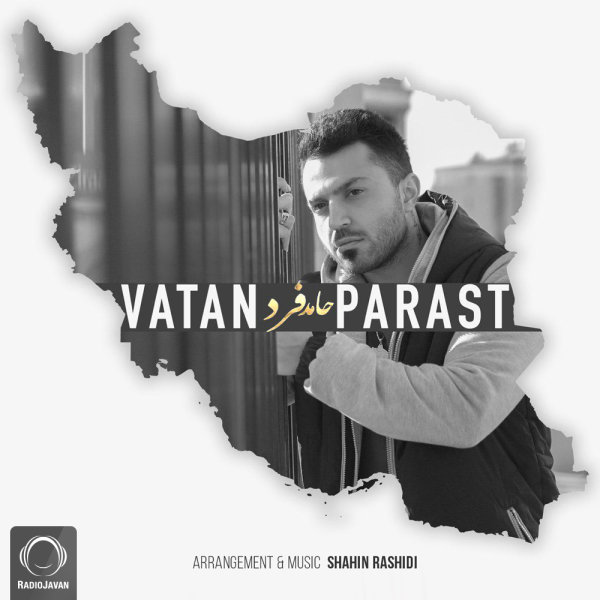 VATAN حامد فرد PARAST
ARRANGEMENT & MUSIC SHAHIN RASHIDI
RADIOJAVAN